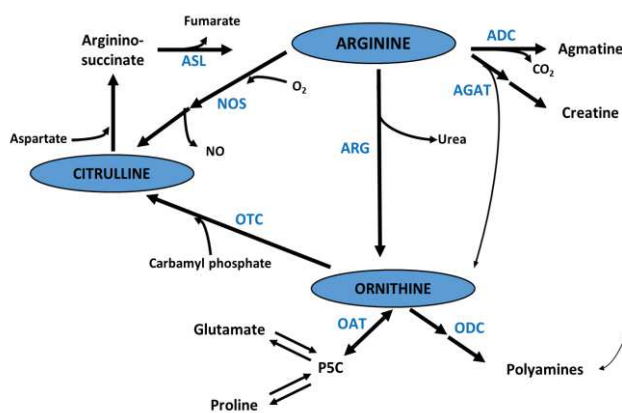 Fumarate
Arginino-
succinate
ASL
ARGININE
ADC
Agmatine
CO2
AGAT
Creatine
O2
NOS
Aspartate
NO
ARG
Urea
CITRULLINE
OTC
Carbamyl phosphate
ORNITHINE
OAT
ODC
Glutamate
P5C
Polyamines
Proline